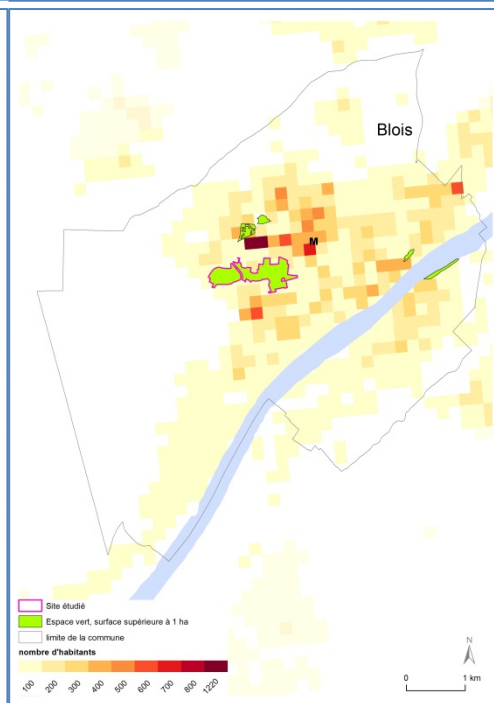 Blois
M
Site étudié
Espace vert, surface supérieure à 1 ha
limite de la commune
nombre d'habitants
100 200 300 400 500 600 700 800 1220
N
0 1 km